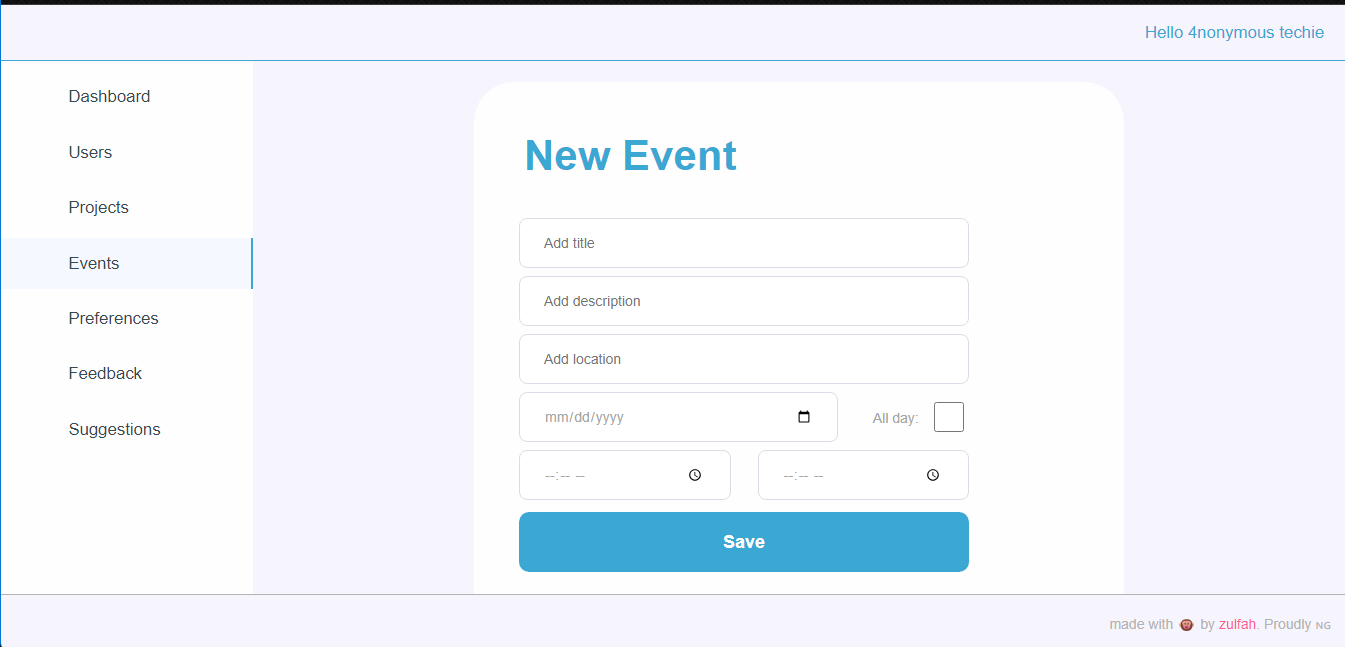 Hello 4nonymous techie
Dashboard
Users
Projects
Events
Preferences
Feedback
Suggestions
New Event
Add title
Add description
Add location
mm/dd/yyyy
All day:
--:-- --
--:-- --
Save
made with 🐵 by zulfah. Proudly NG